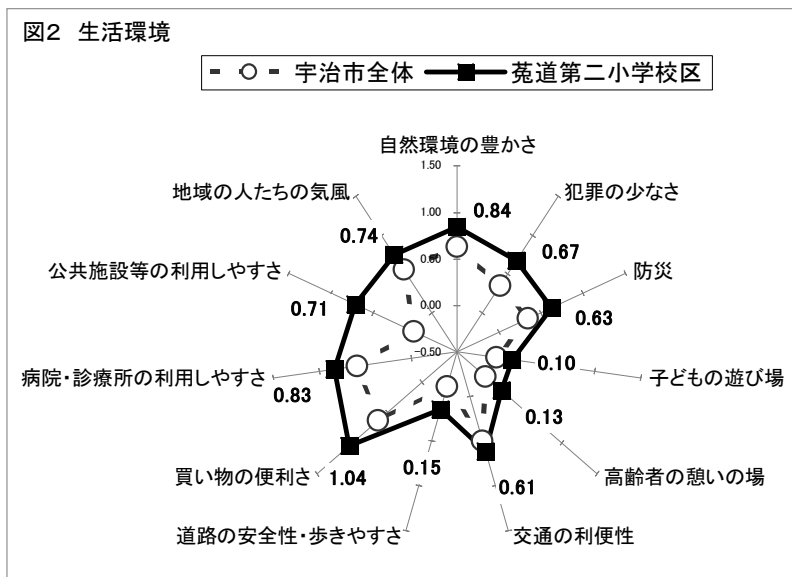 図2 生活環境
宇治市全体 菟道第二小学校区
自然環境の豊かさ
犯罪の少なさ
防災
子どもの遊び場
高齢者の憩いの場
交通の利便性
道路の安全性・歩きやすさ
買い物の便利さ
病院・診療所の利用しやすさ
公共施設等の利用しやすさ
地域の人たちの気風
1.50
1.00
0.00
-0.50
0.84
0.67
0.63
0.10
0.13
0.61
0.15
1.04
0.83
0.71
0.74